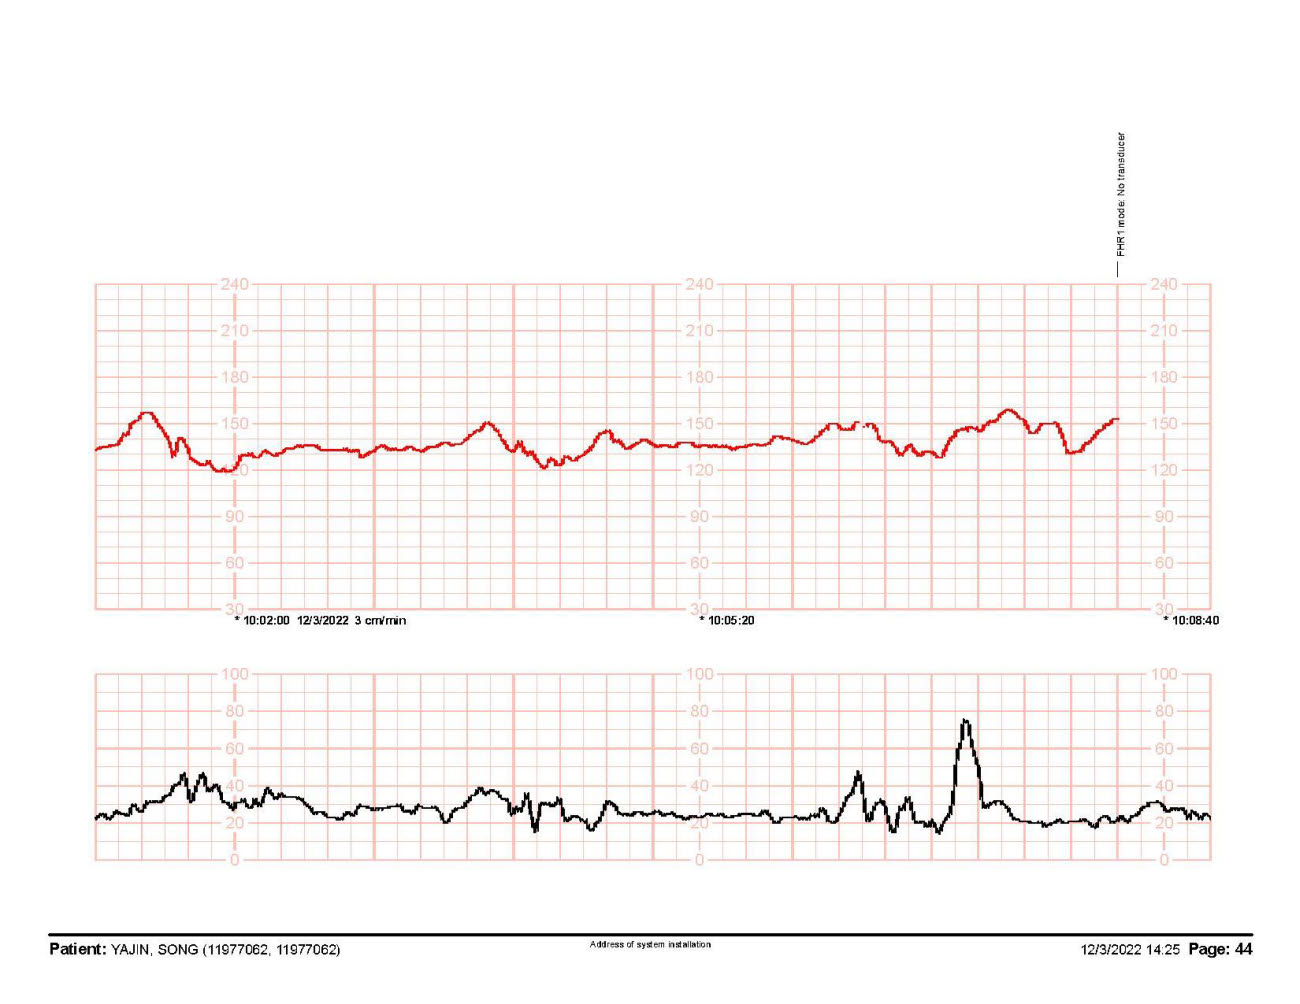 FHR1 mode: No transducer
240 240 240
210 210 210
180 180 180
150 150 150
120 120 120
90 90 90
60 60 60
30 30 30
* 10:02:00 12/3/2022 3 cm/min * 10:05:20 * 10:08:40
100 100 100
80 80 80
60 60 60
40 40 40
20 20 20
0 0 0
Patient: YAJIN, SONG (11977062, 11977062) Address of system installation 12/3/2022 14:25 Page: 44